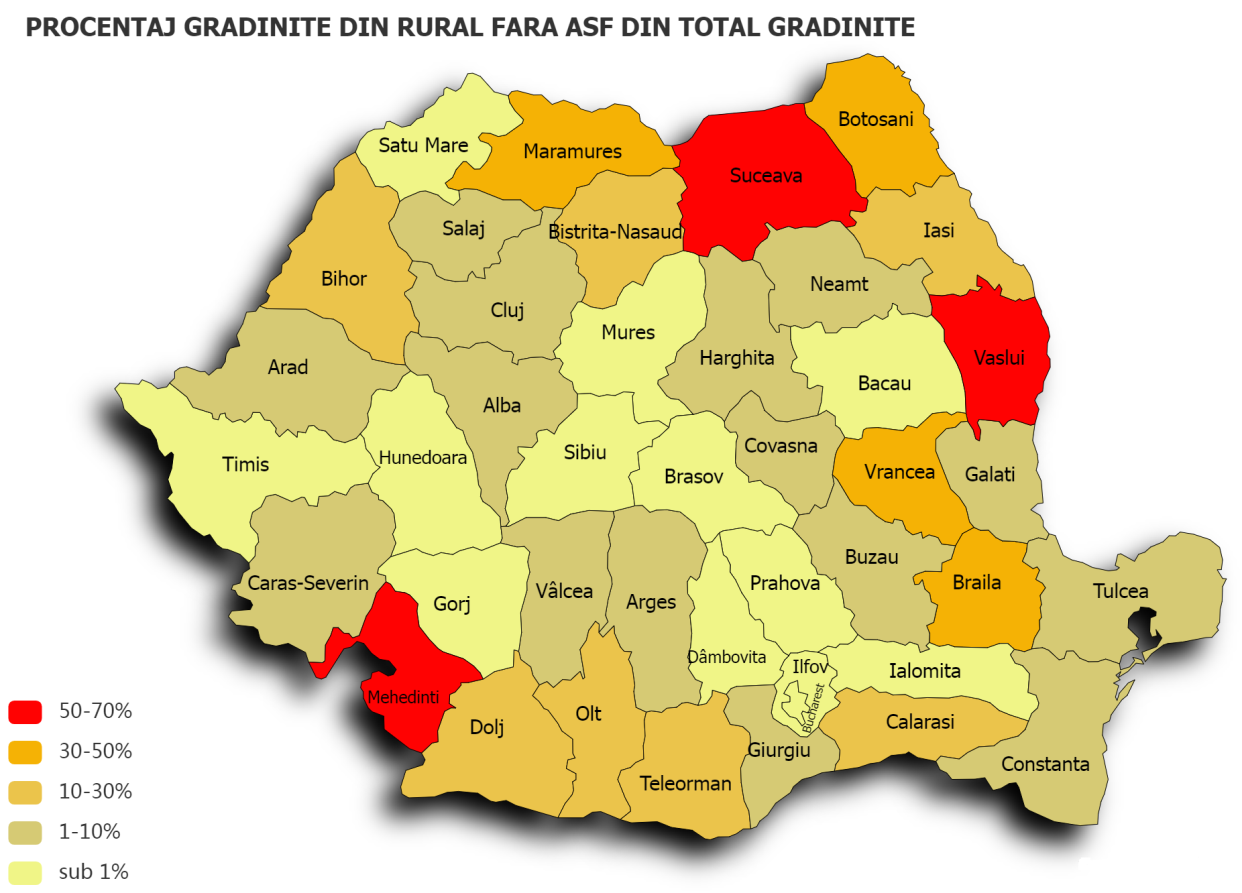 PROCENTAJ GRADINITE DIN RURAL FARA ASF DIN TOTAL GRADINITE
Botosani
Satu Mare
Maramures
Suceava
Salaj
Bistrita-Nasaud
Iasi
Bihor
Neamt
Cluj
Mures
Harghita
Vaslui
Arad
Bacau
Alba
Covasna
Sibiu
Hunedoara
Timis
Brasov
Vrancea
Galati
Buzau
Caras-Severin
Prahova
Braila
Vâlcea
Tulcea
Gorj
Arges
Dâmbovita
Ilfov
Ialomita
Mehedinti
Bucharest
50-70%
Olt
Calarasi
Dolj
30-50%
Giurgiu
Constanta
Teleorman
10-30%
1-10%
sub 1%